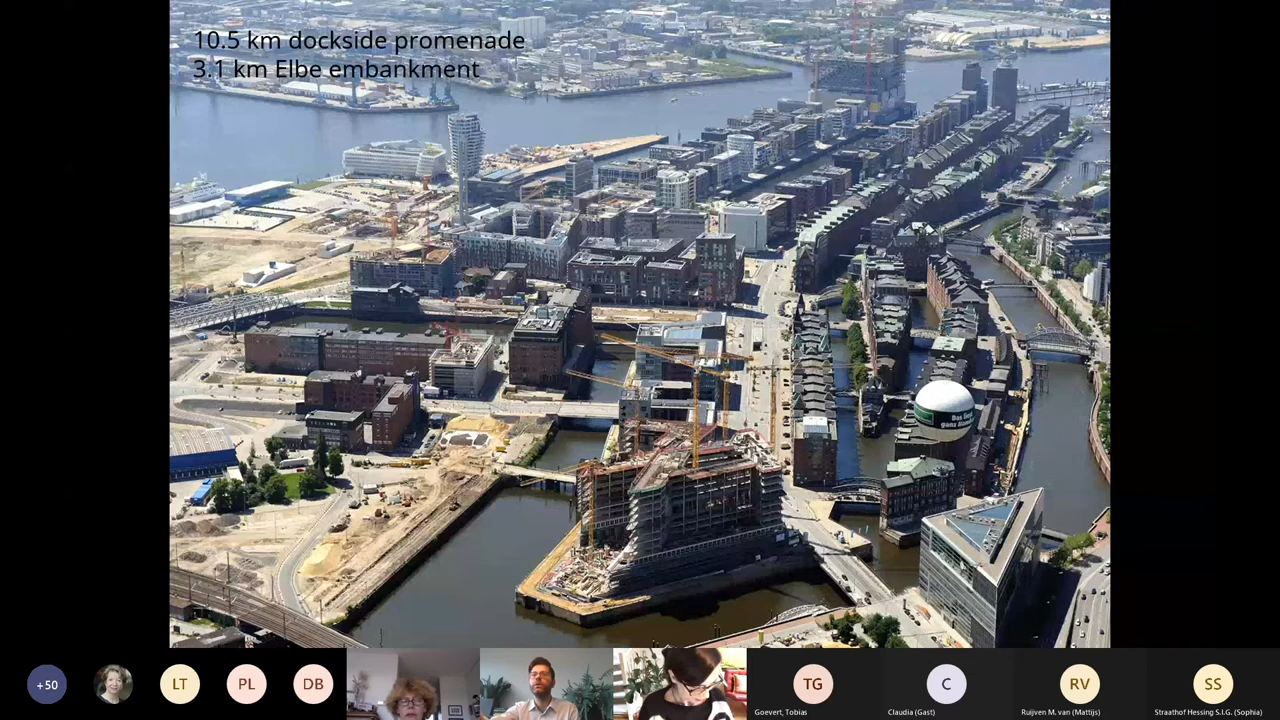 10.5 km dockside promenade
3.1 km Elbe embankment
+50
LT
PL
DB
TG
C
RV
SS
Goevert, Tobias
Claudia (Gast)
Ruijven M. van (Mattijs)
Straathof Hessing S.I.G. (Sophia)